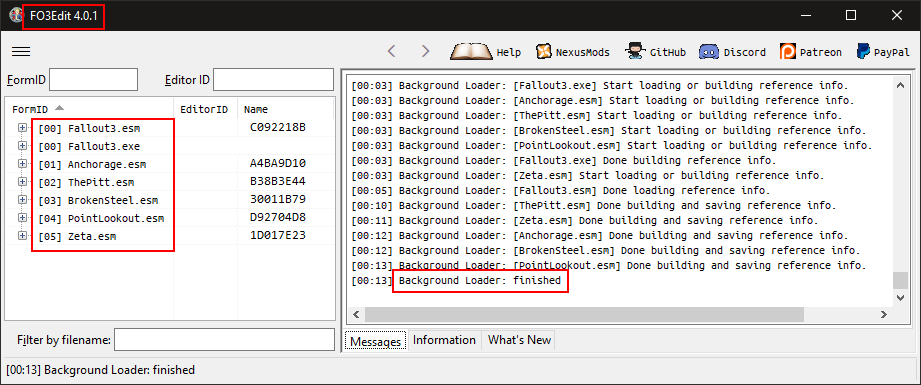 FO3Edit 4.0.1
Help NexusMods GitHub Discord Patreon PayPal
FormID Editor ID
FormID EditorID Name
[00] Fallout3.esm C092218B
[00] Fallout3.exe
[01] Anchorage.esm A4BA9D10
[02] ThePitt.esm B38B3E44
[03] BrokenSteel.esm 30011B79
[04] PointLookout.esm D92704D8
[05] Zeta.esm 1D017E23
Filter by filename:
[00:03] Background Loader: [Fallout3.exe] Start loading or building reference info.
[00:03] Background Loader: [Anchorage.esm] Start loading or building reference info.
[00:03] Background Loader: [ThePitt.esm] Start loading or building reference info.
[00:03] Background Loader: [BrokenSteel.esm] Start loading or building reference info.
[00:03] Background Loader: [PointLookout.esm] Start loading or building reference info.
[00:03] Background Loader: [Fallout3.exe] Done building reference info.
[00:03] Background Loader: [Zeta.esm] Start loading or building reference info.
[00:05] Background Loader: [Fallout3.esm] Done loading reference info.
[00:10] Background Loader: [ThePitt.esm] Done building and saving reference info.
[00:11] Background Loader: [Zeta.esm] Done building and saving reference info.
[00:12] Background Loader: [Anchorage.esm] Done building and saving reference info.
[00:12] Background Loader: [BrokenSteel.esm] Done building and saving reference info.
[00:13] Background Loader: [PointLookout.esm] Done building and saving reference info.
[00:13] Background Loader: finished
Messages Information What's New
[00:13] Background Loader: finished